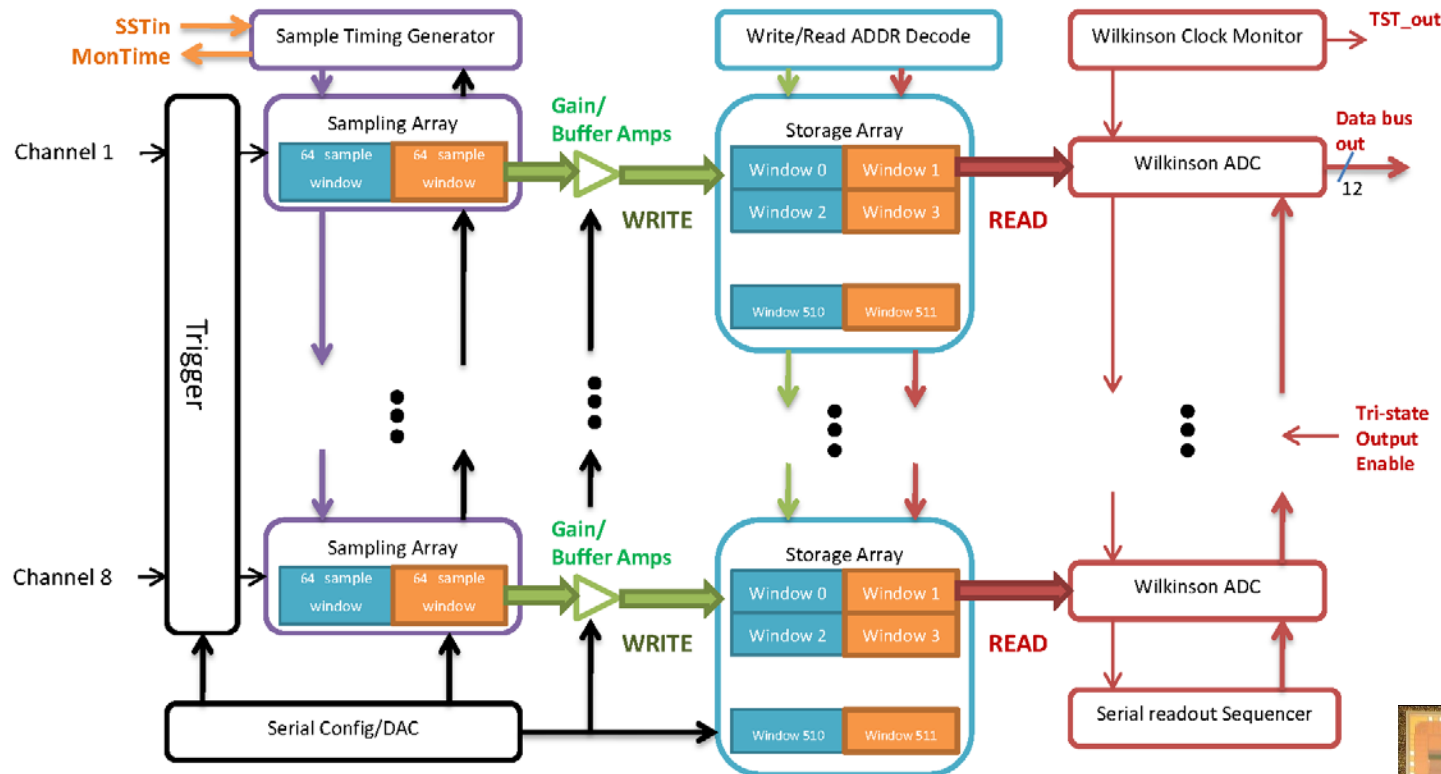 SSTin
MonTime
Sample Timing Generator
Write/Read ADDR Decode
Wilkinson Clock Monitor
TST_out
Channel 1
Sampling Array
64 sample
window
64 sample
window
Gain/
Buffer Amps
WRITE
Storage Array
Window 0
Window 1
Window 2
Window 3
Window 510
Window 511
READ
Wilkinson ADC
Data bus
out
12
Trigger
Tri-state
Output
Enable
Channel 8
Sampling Array
64 sample
window
64 sample
window
Gain/
Buffer Amps
WRITE
Storage Array
Window 0
Window 1
Window 2
Window 3
Window 510
Window 511
READ
Wilkinson ADC
Serial Config/DAC
Serial readout Sequencer